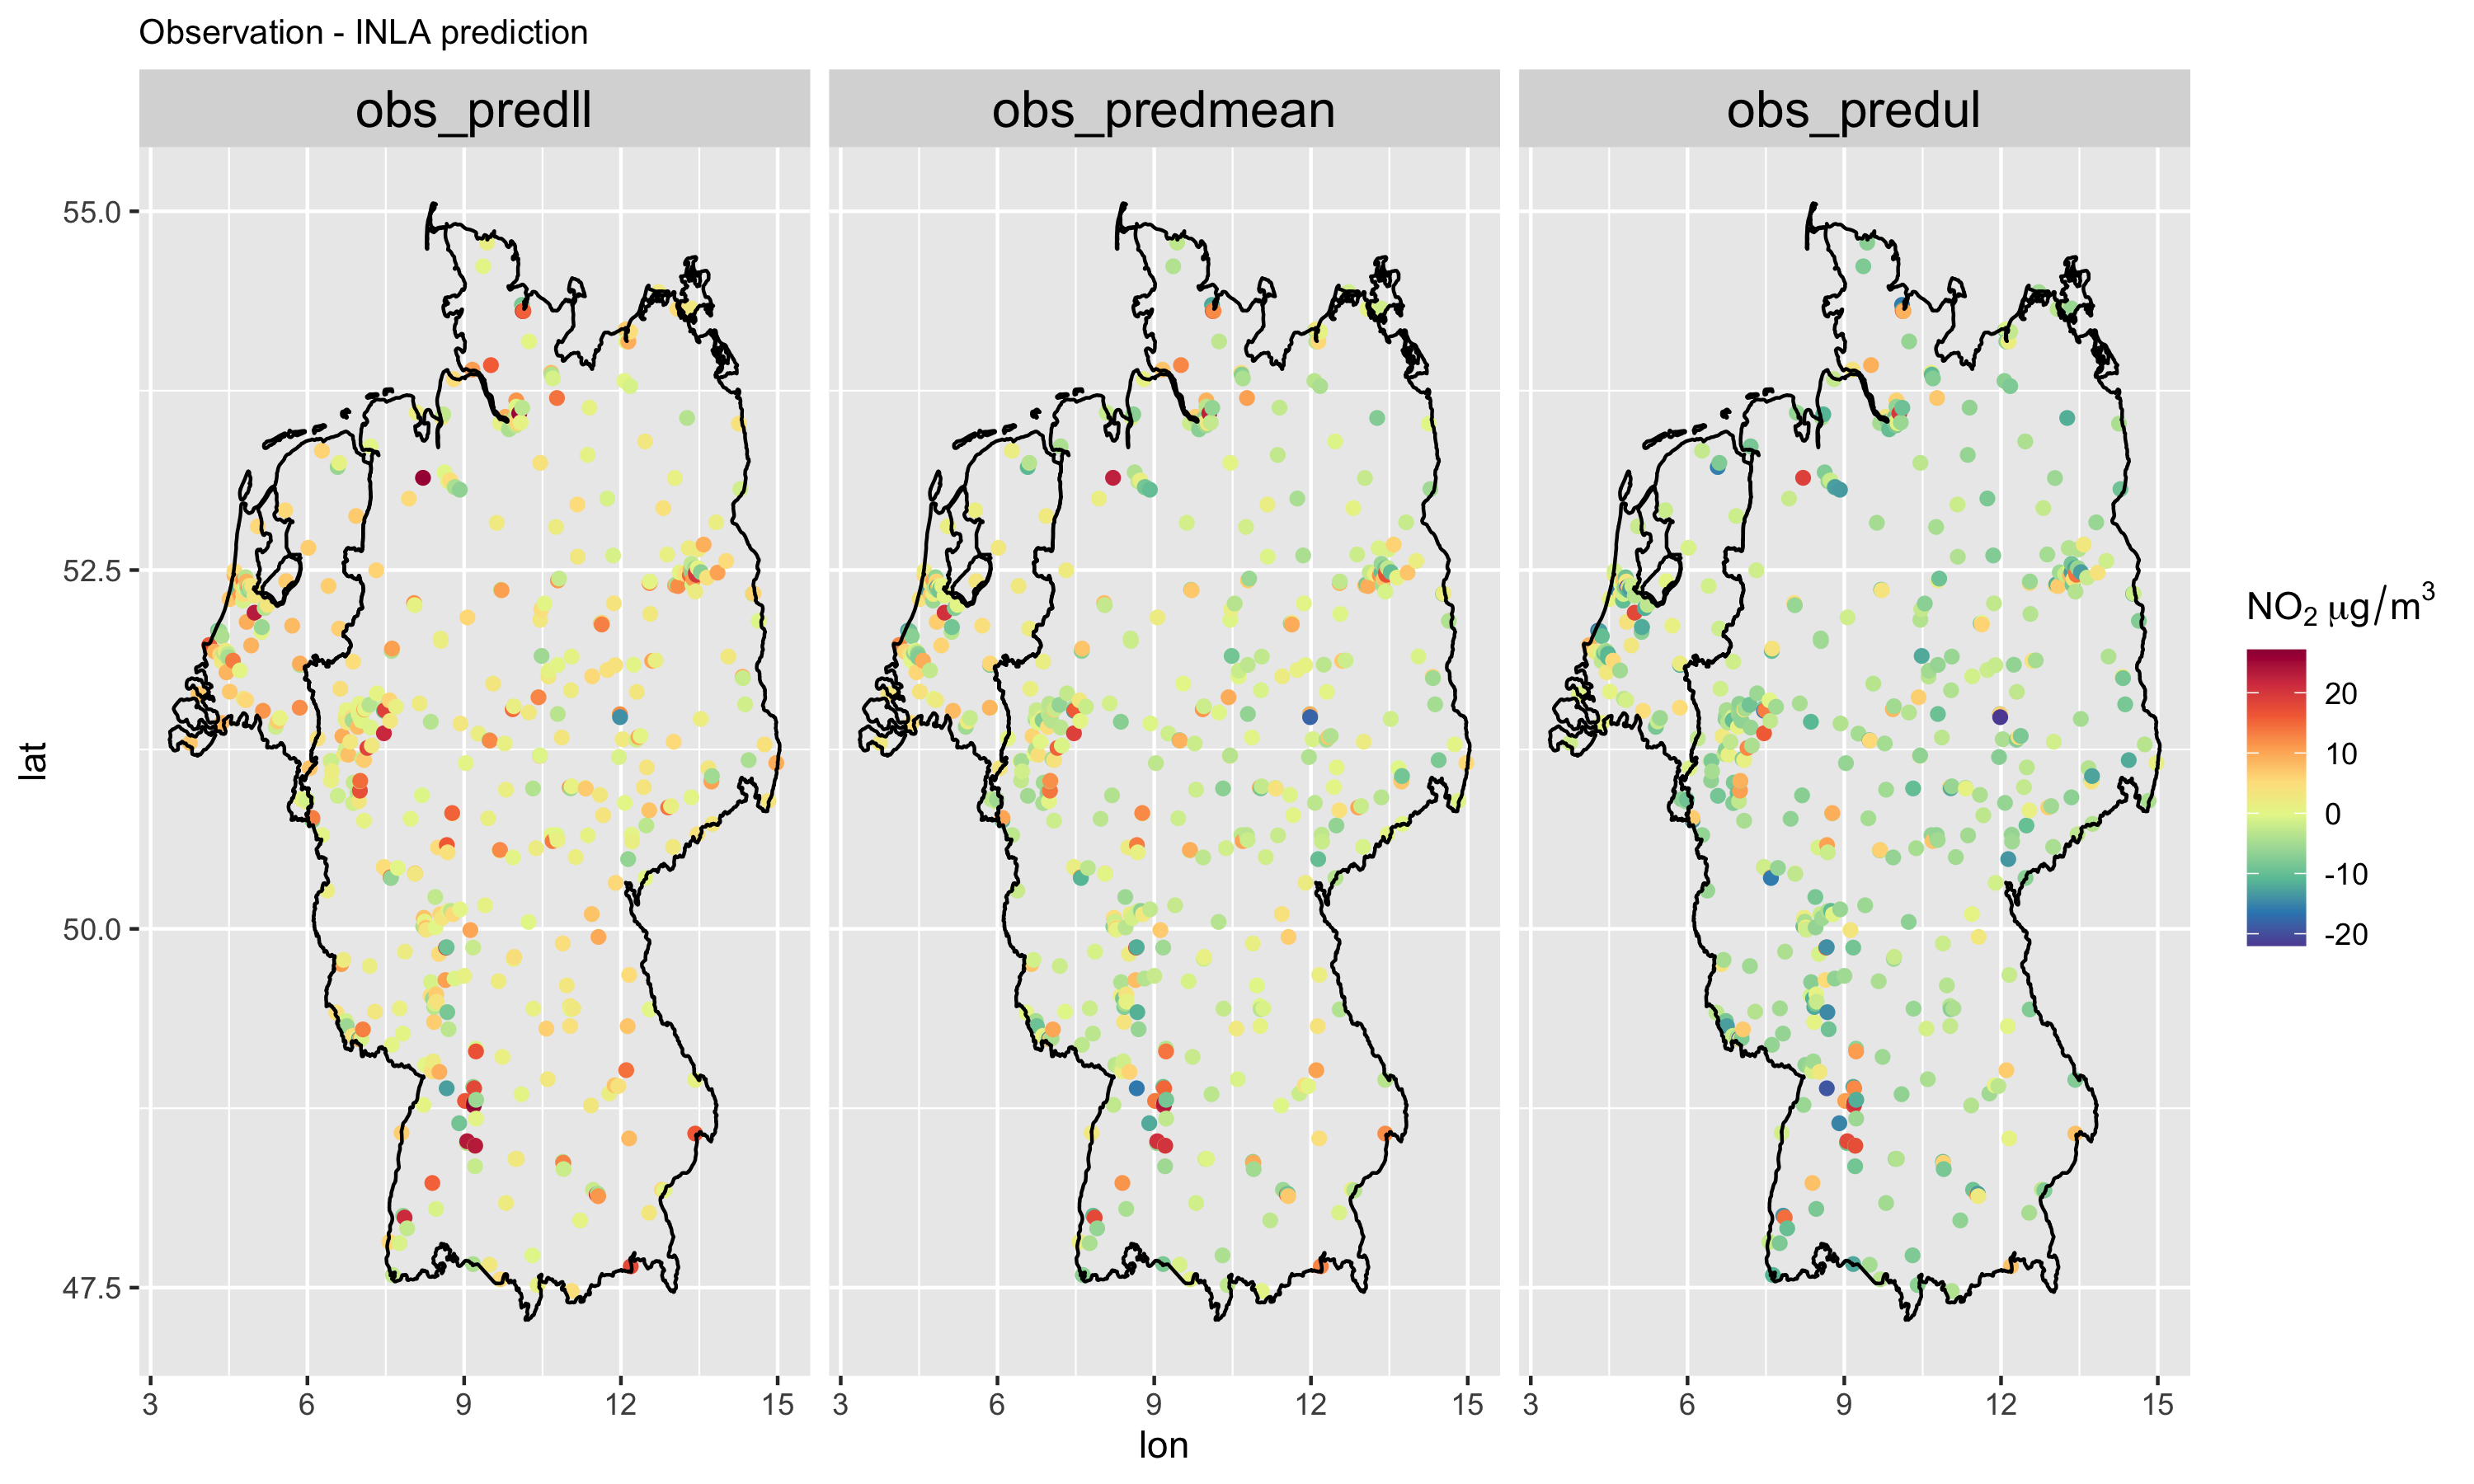 Observation - INLA prediction
obs_predll obs_predmean obs_predul
55.0
52.5
50.0
47.5
lat
3 6 9 12 15 3 6 9 12 15 3 6 9 12 15
lon
NO₂ μg/m³
20
10
0
-10
-20